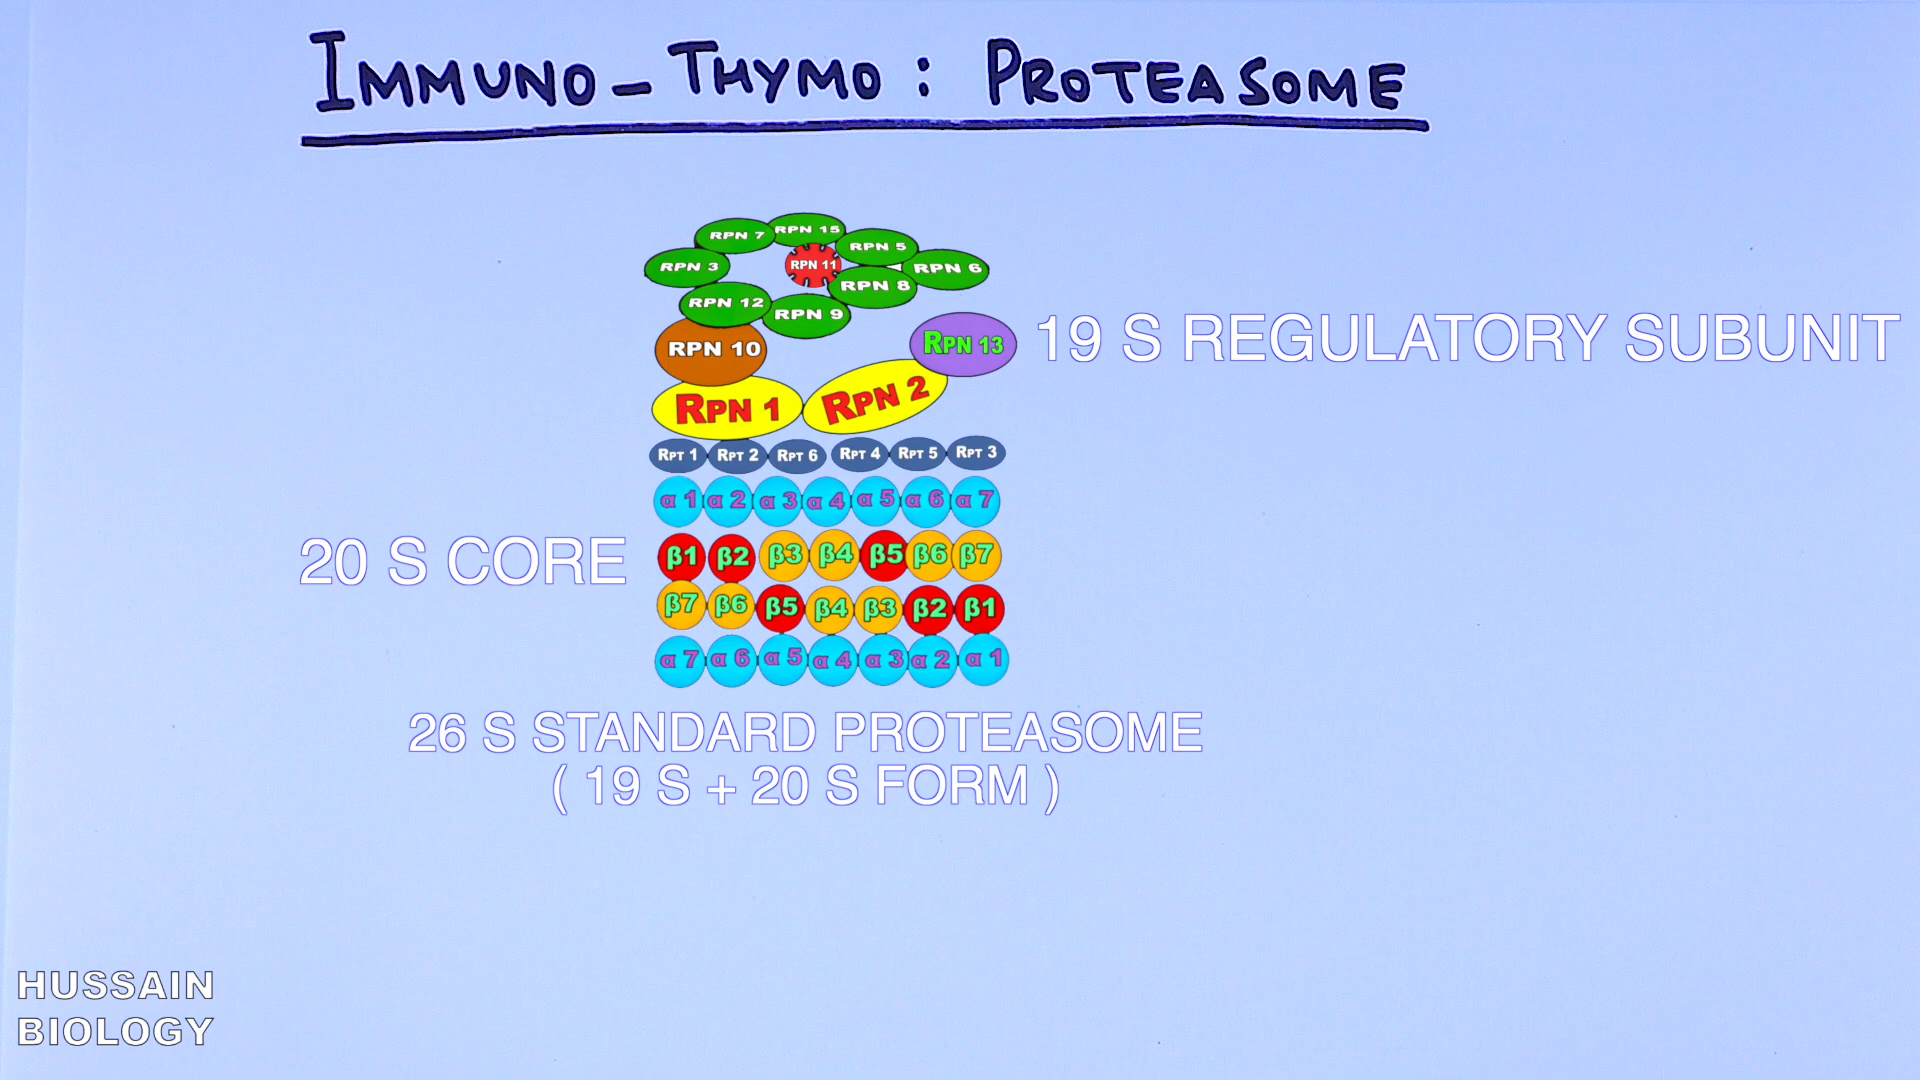 IMMUNO-THYMO: PROTEASOME
RPN 7 RPN 15 RPN 5
RPN 3 RPN 11 RPN 6
RPN 12 RPN 9 RPN 8
RPN 10 RPN 13
19 S REGULATORY SUBUNIT
RPN 1 RPN 2
RPT 1 RPT 2 RPT 6 RPT 4 RPT 5 RPT 3
α 1 α 2 α 3 α 4 α 5 α 6 α 7
20 S CORE
β1 β2 β3 β4 β5 β6 β7
β7 β6 β5 β4 β3 β2 β1
α 7 α 6 α 5 α 4 α 3 α 2 α 1
26 S STANDARD PROTEASOME
( 19 S + 20 S FORM )
HUSSAIN
BIOLOGY